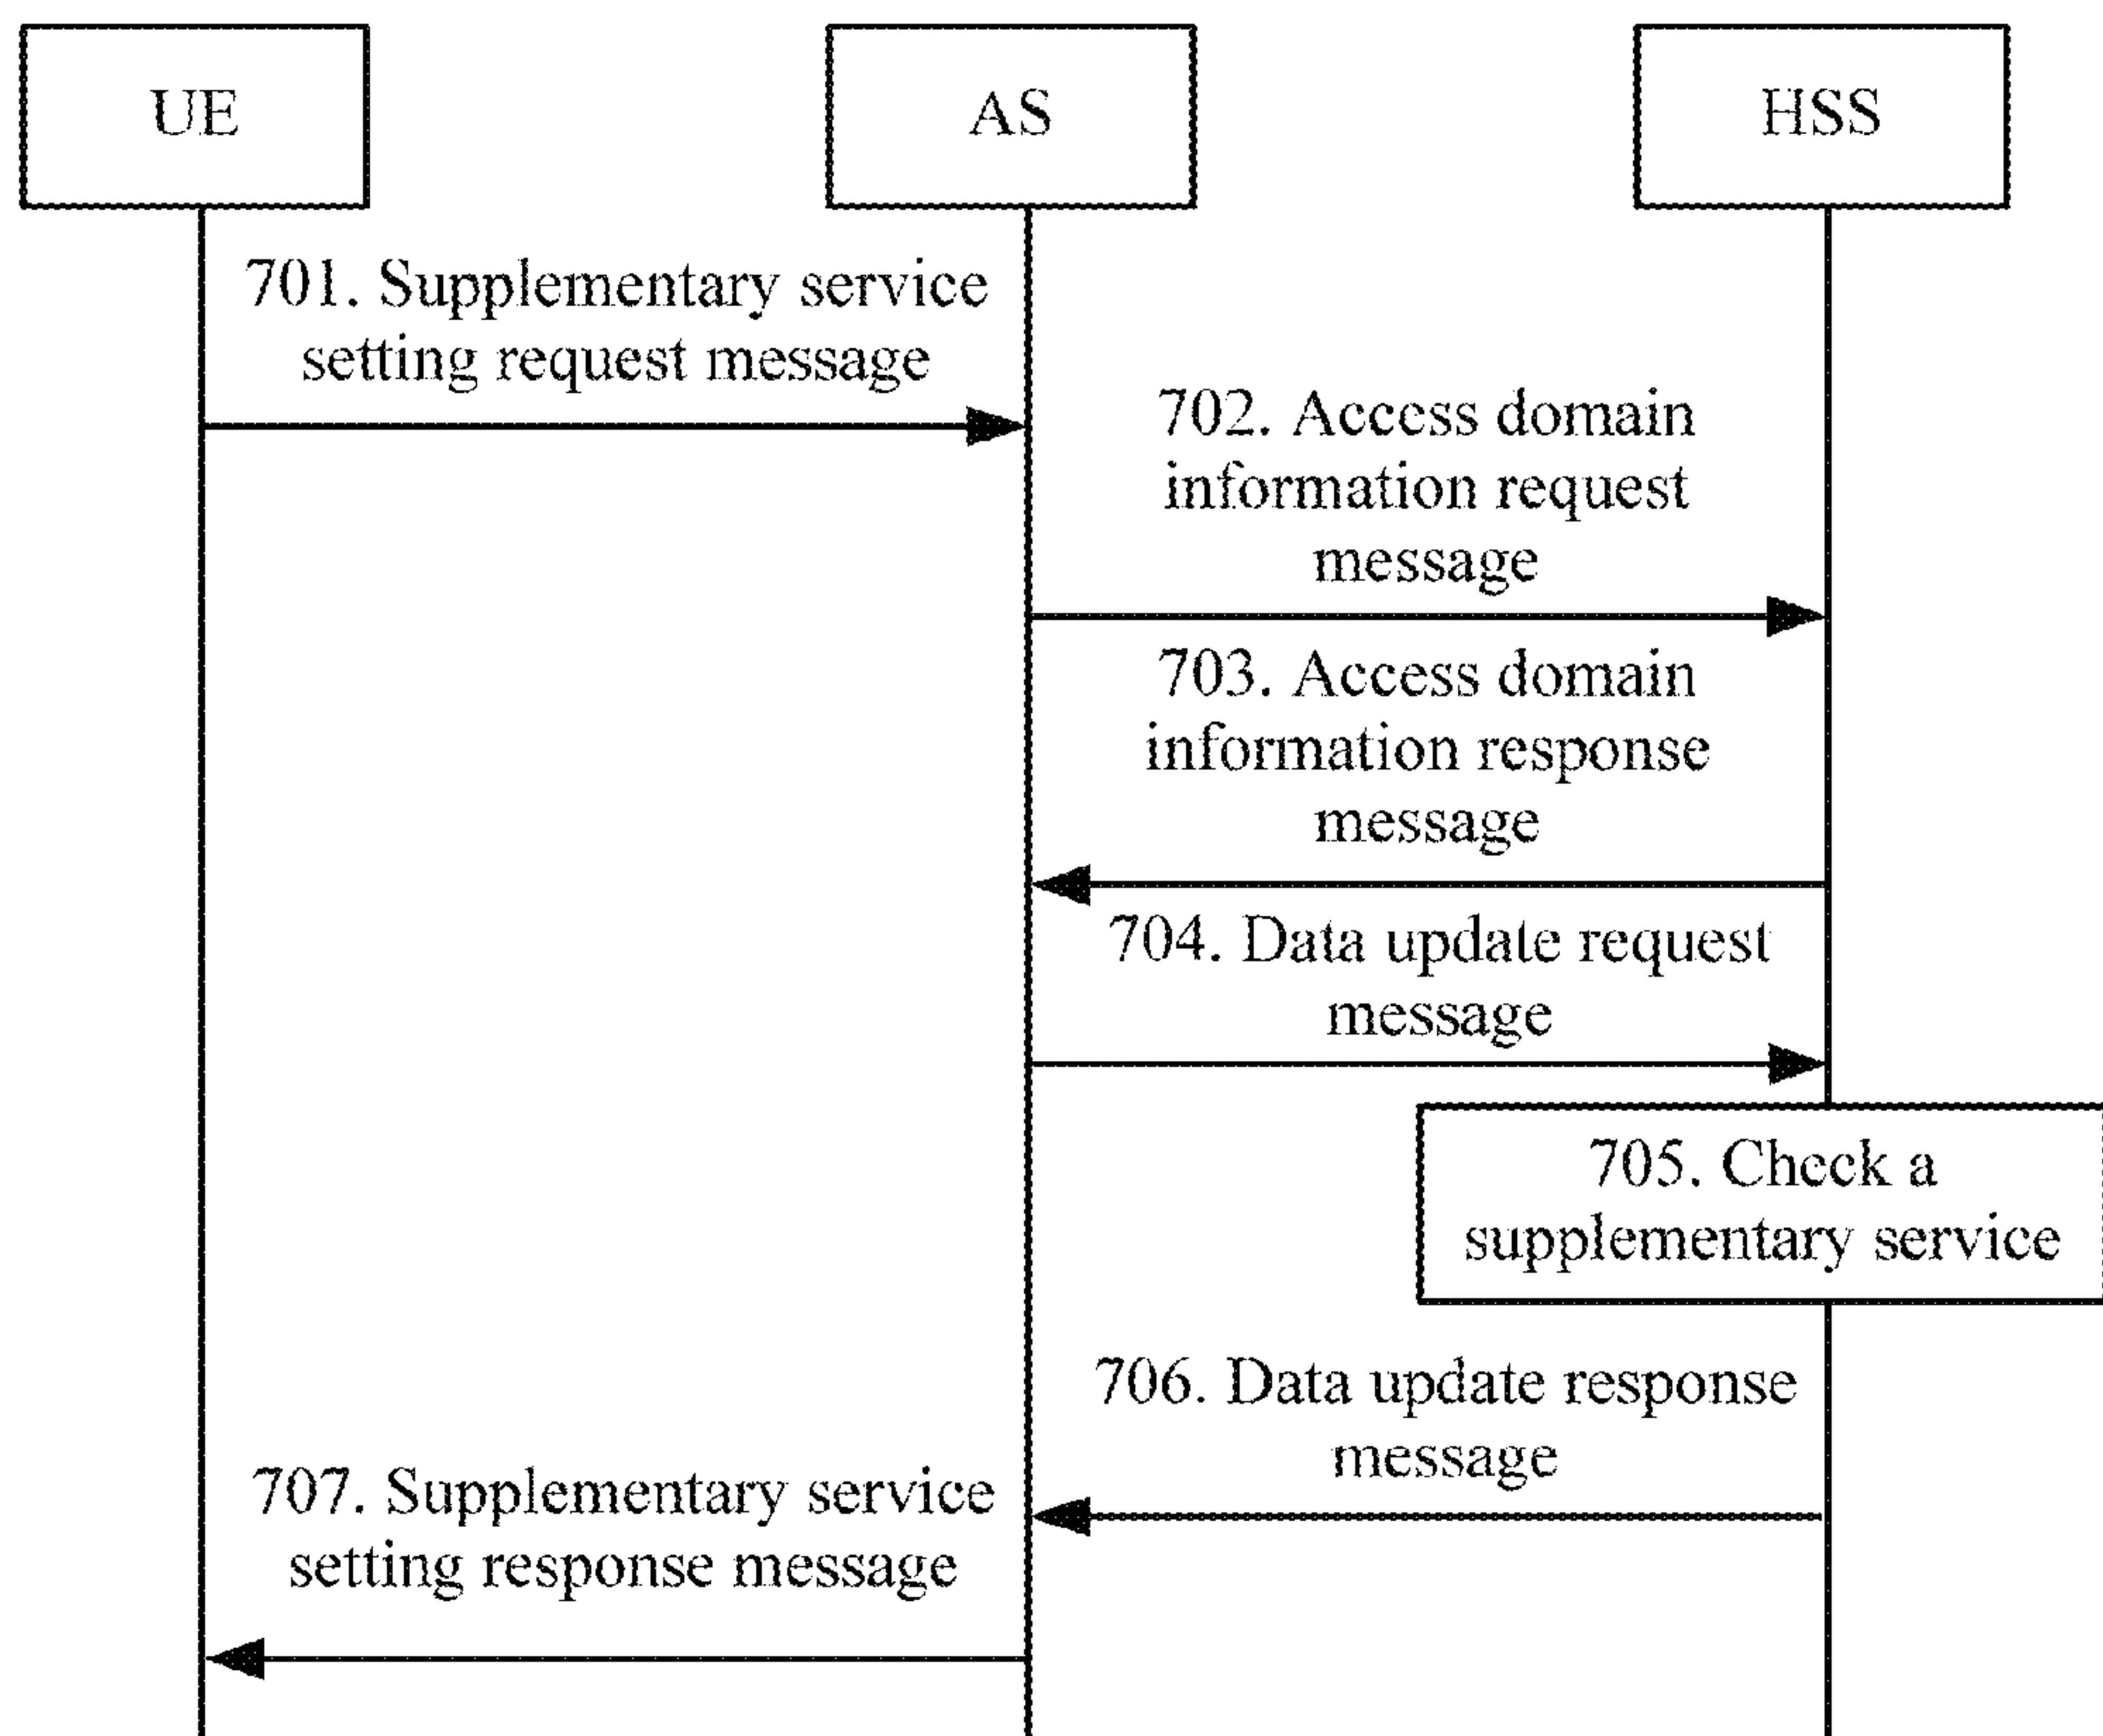 UE
AS
HSS
701. Supplementary service
setting request message
702. Access domain
information request
message
703. Access domain
information response
message
704. Data update request
message
705. Check a
supplementary service
706. Data update response
message
707. Supplementary service
setting response message